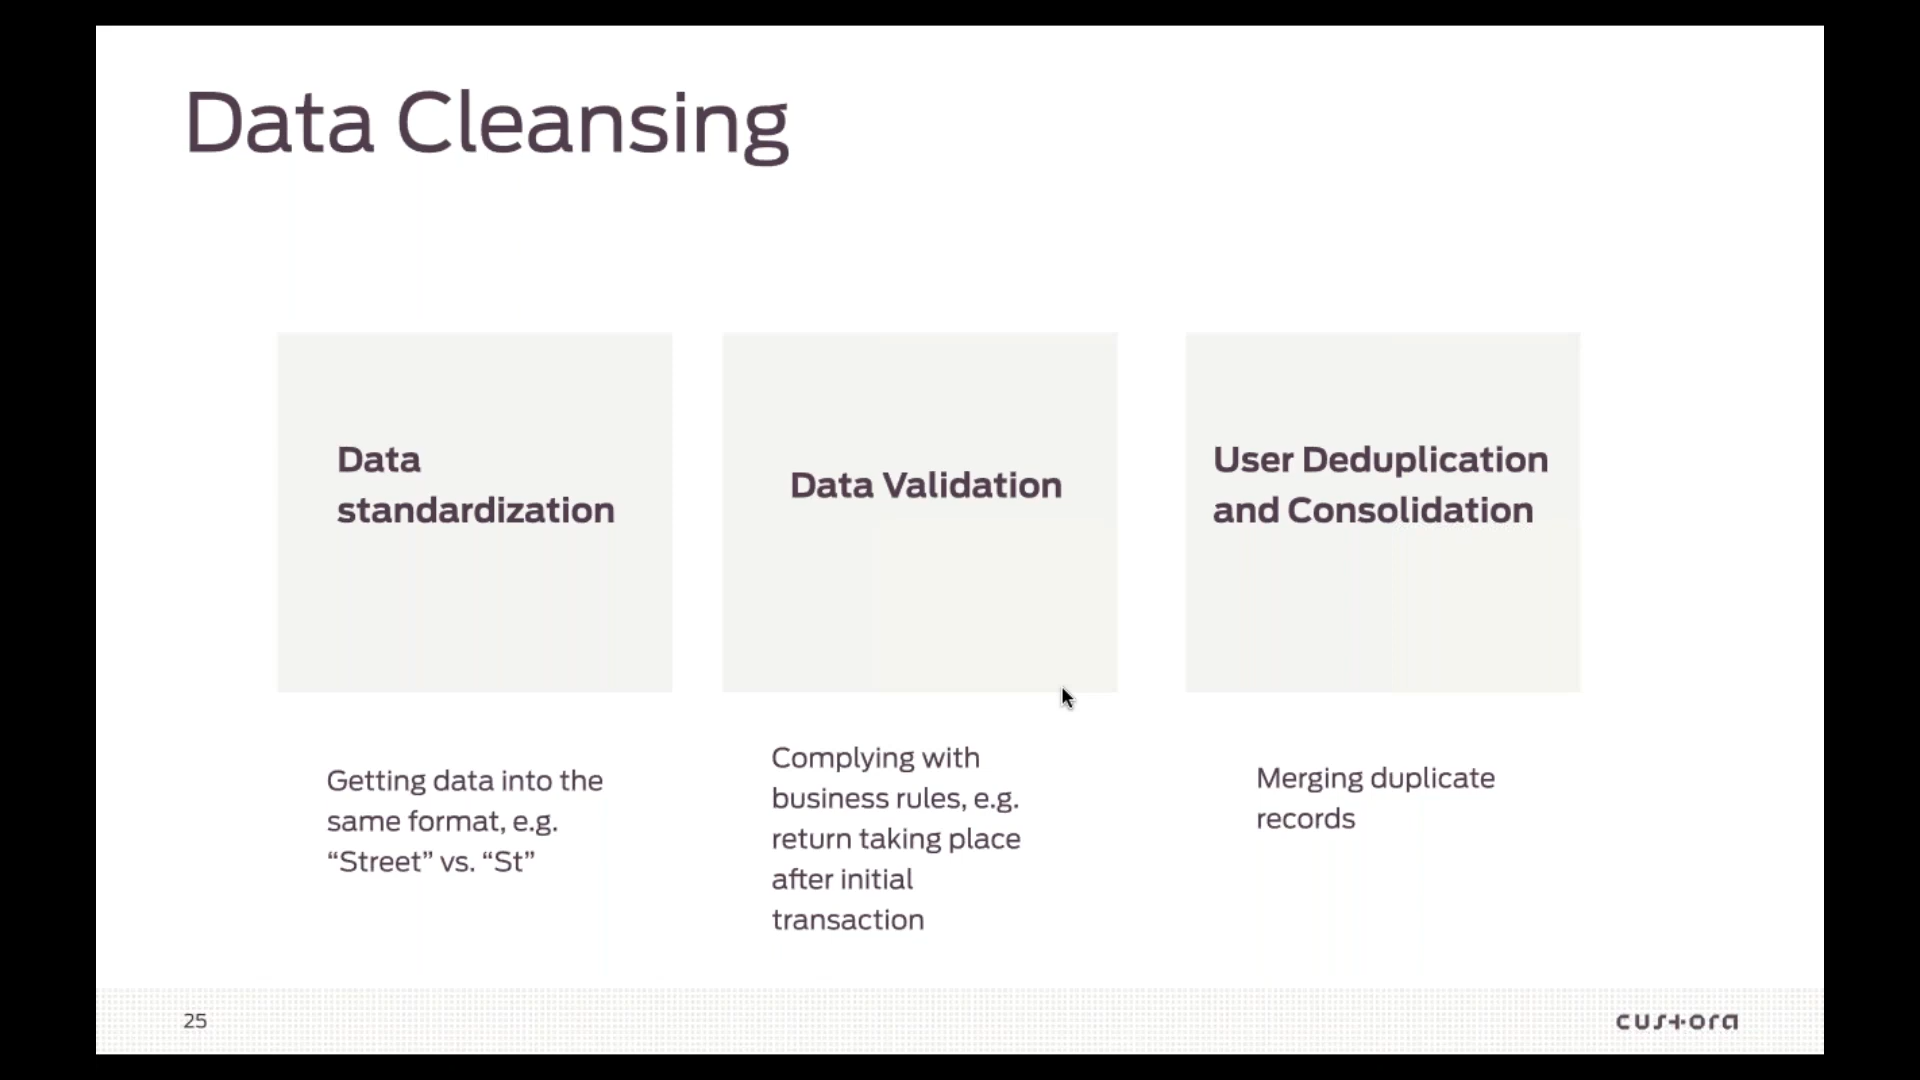 Data Cleansing
Data
standardization
Data Validation
User Deduplication
and Consolidation
Getting data into the
same format, e.g.
“Street” vs. “St”
Complying with
business rules, e.g.
return taking place
after initial
transaction
Merging duplicate
records
25
custora